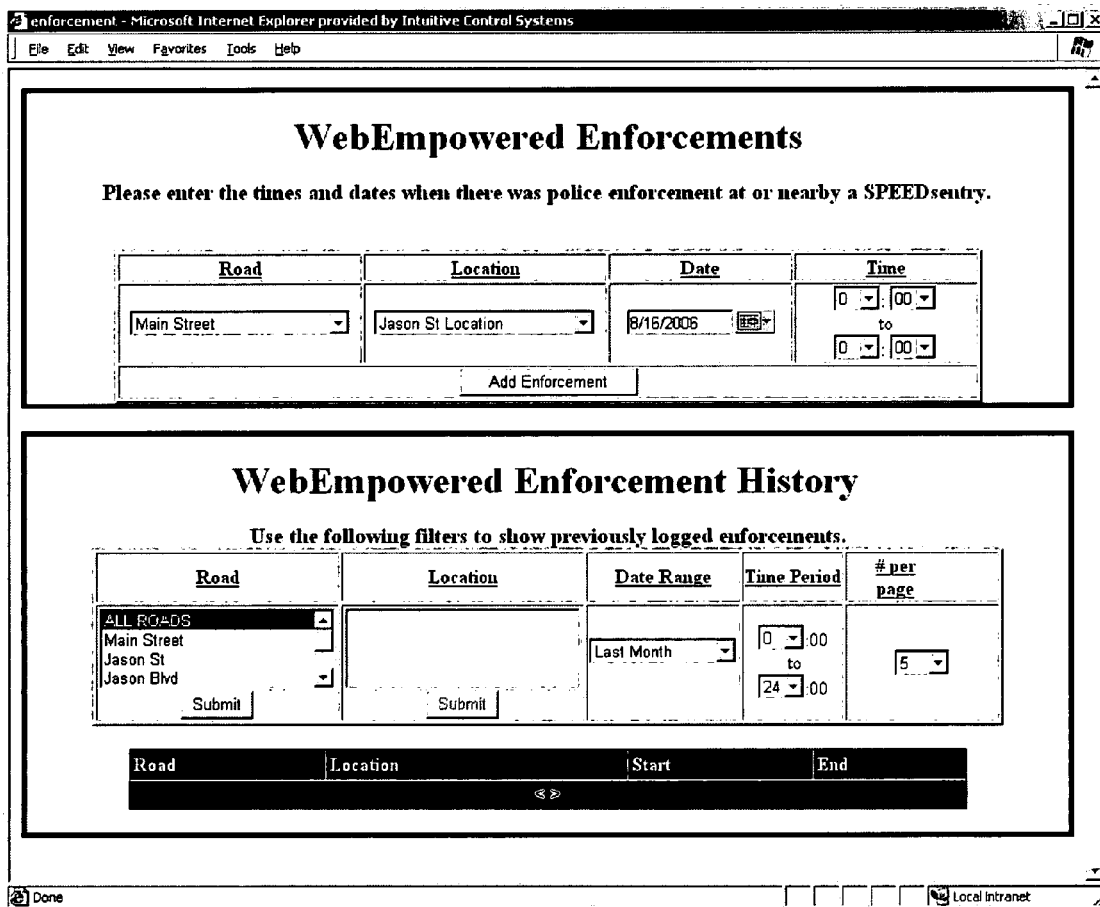 enforcement - Microsoft Internet Explorer provided by Intuitive Control Systems
File Edit View Favorites Tools Help
WebEmpowered Enforcements
Please enter the times and dates when there was police enforcement at or nearby a SPEEDsentry.
Road Location Date Time
Main Street Jason St Location 8/16/2006 0 : 00
to
0 : 00
Add Enforcement
WebEmpowered Enforcement History
Use the following filters to show previously logged enforcements.
Road Location Date Range Time Period # per
page
ALL ROADS
Main Street
Jason St
Jason Blvd
Last Month
0 :00
to
24 :00
5
Submit Submit
Road Location Start End
< >
Done Local intranet